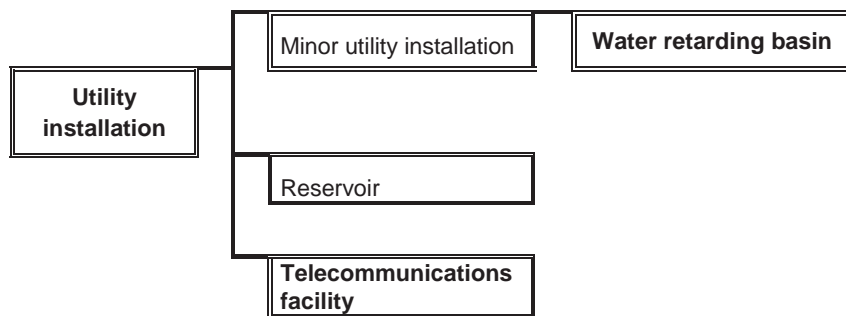 Minor utility installation
Water retarding basin
Utility
installation
Reservoir
Telecommunications
facility